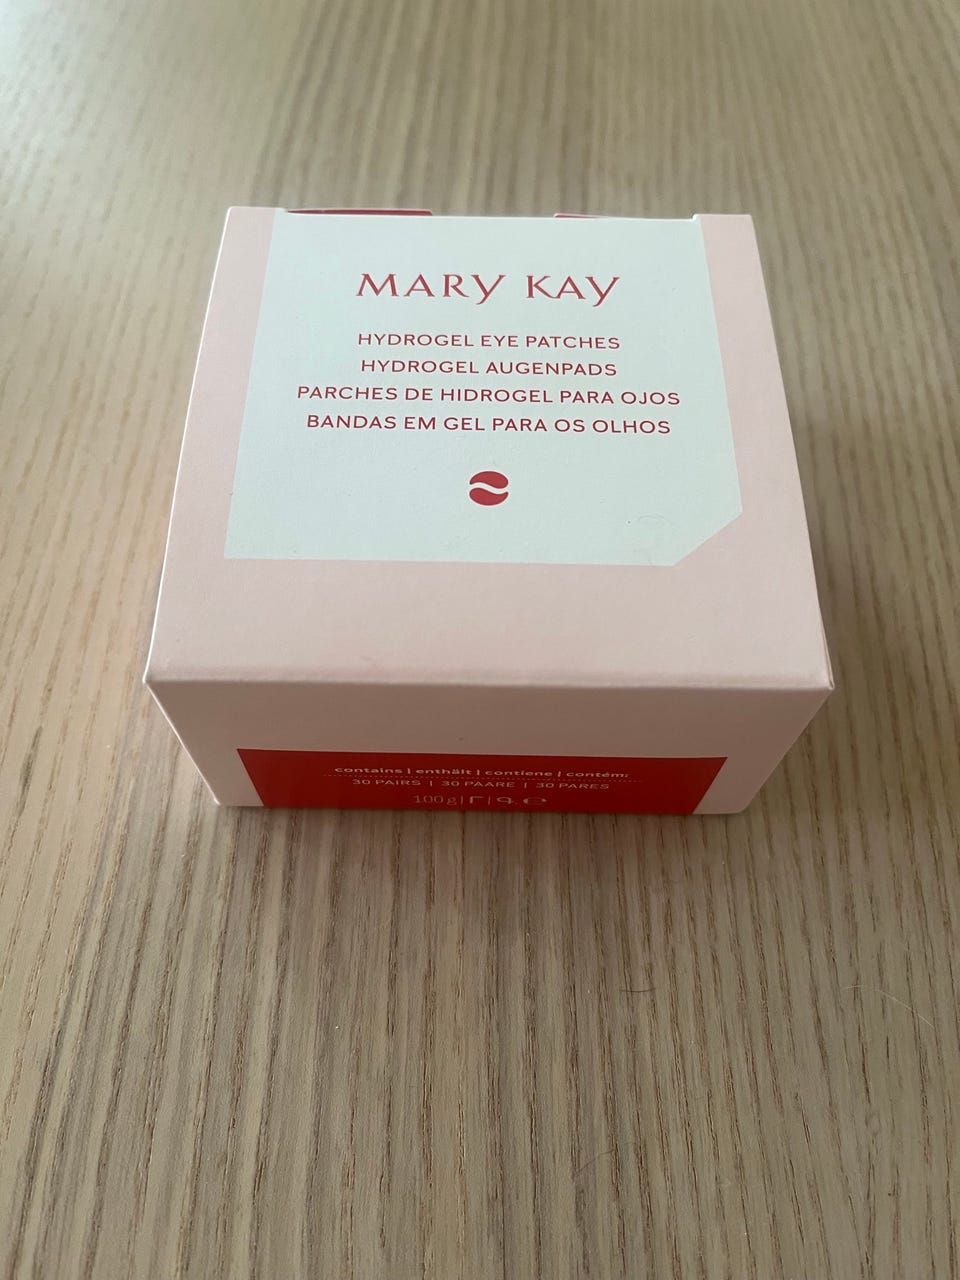 MARY KAY
HYDROGEL EYE PATCHES
HYDROGEL AUGENPADS
PARCHES DE HIDROGEL PARA OJOS
BANDAS EM GEL PARA OS OLHOS
contains | enthält | contiene | contém:
30 PAIRS | 30 PAARE | 30 PARES
100 g | Г | q. ℮